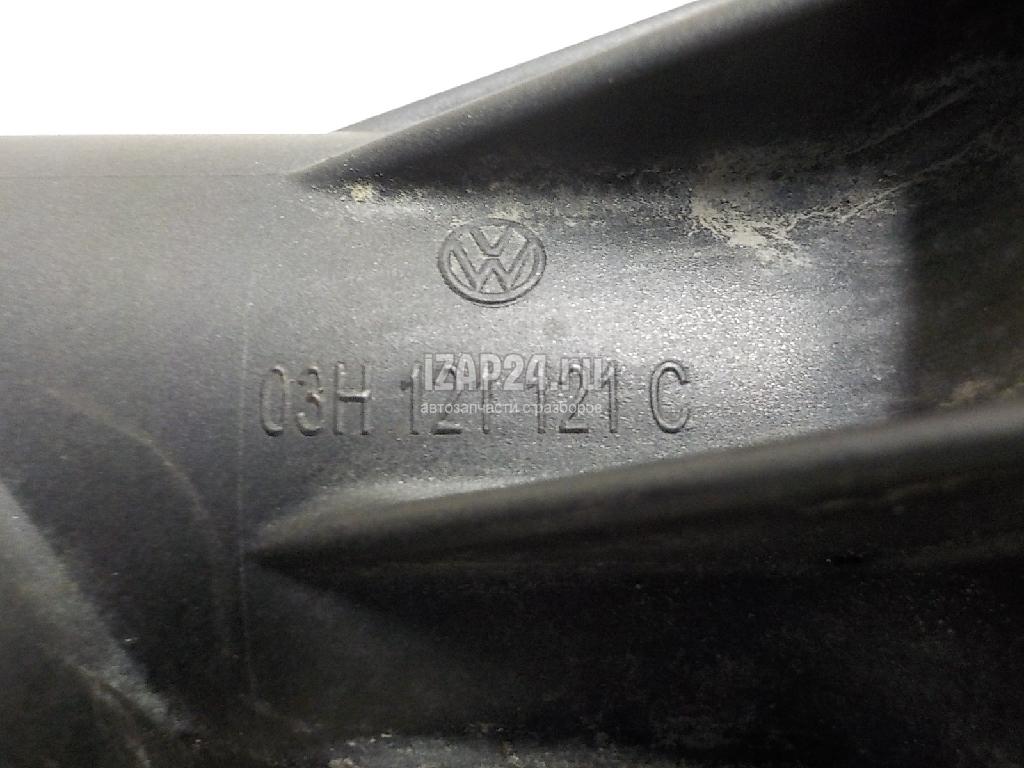 03H 121 121 C
IZAP24.ru
автозапчасти с разборов